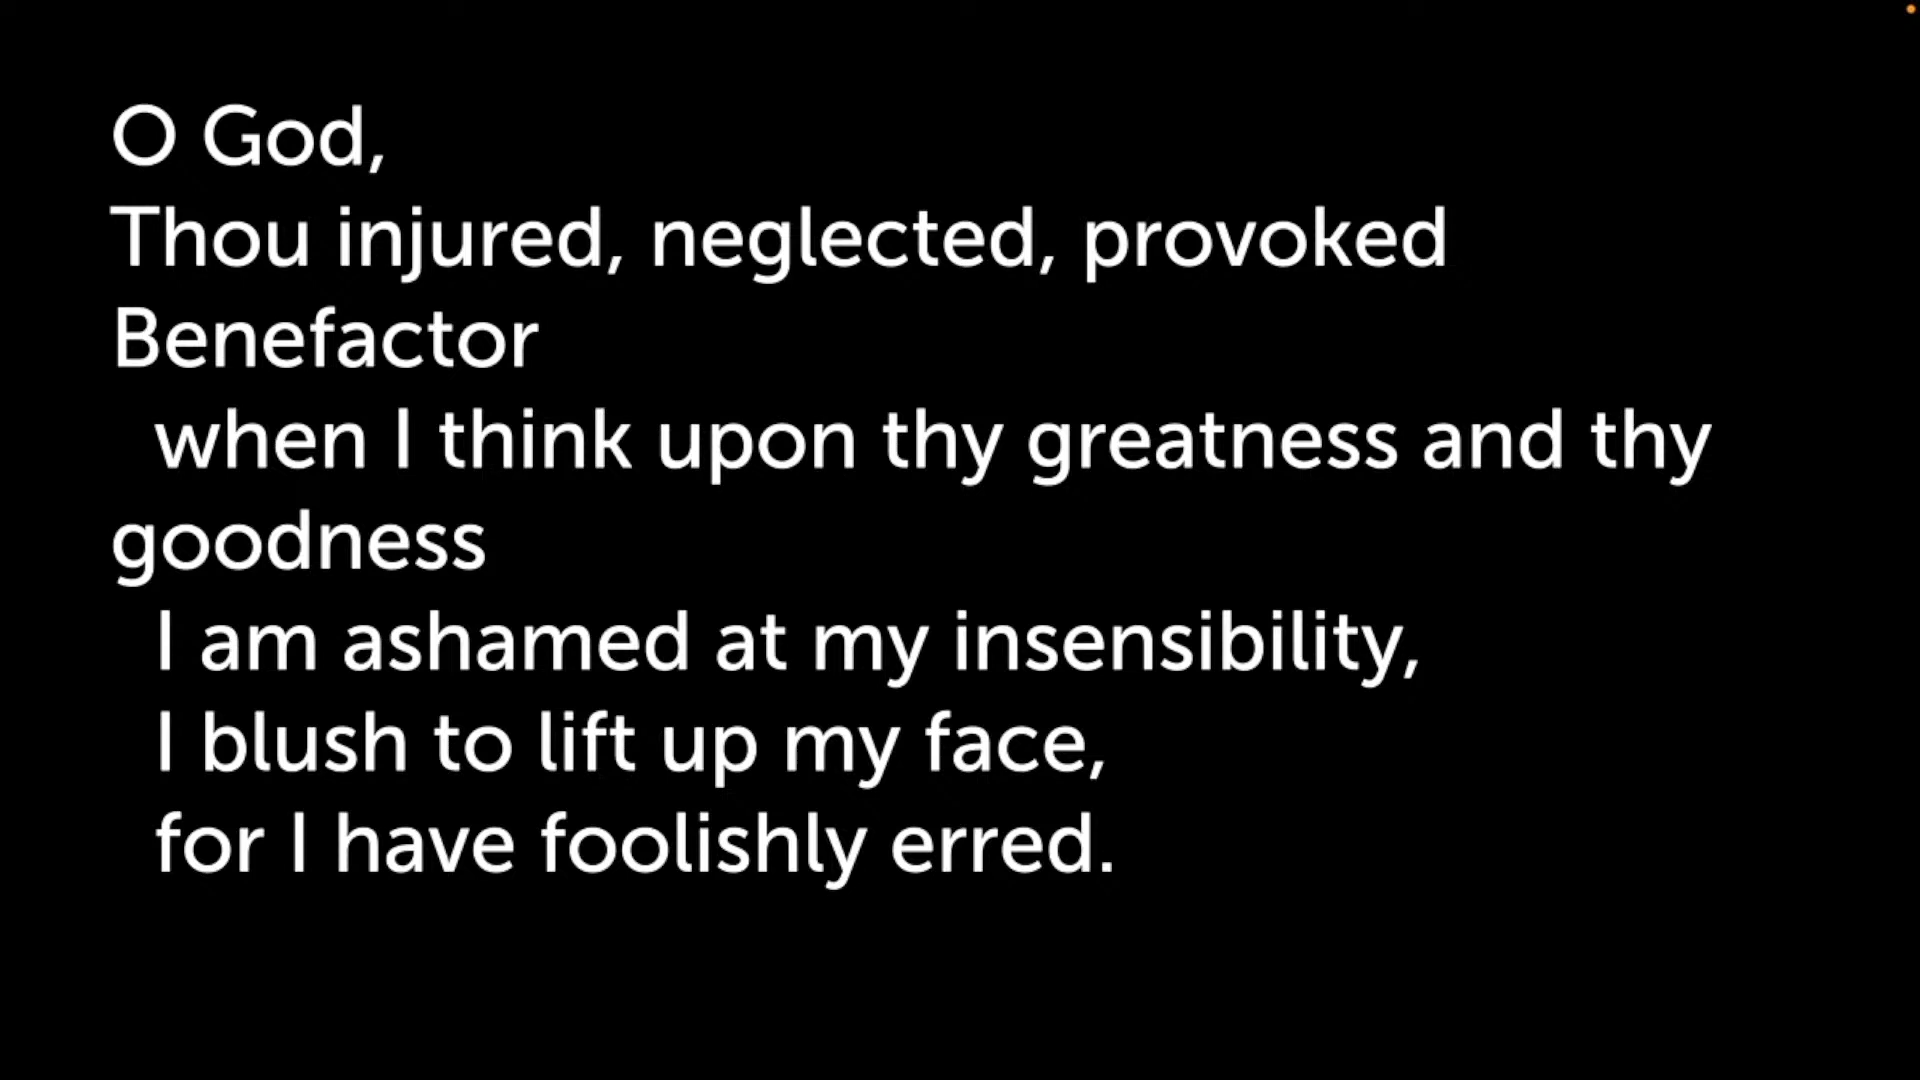 O God,
Thou injured, neglected, provoked
Benefactor
when I think upon thy greatness and thy
goodness
I am ashamed at my insensibility,
I blush to lift up my face,
for I have foolishly erred.